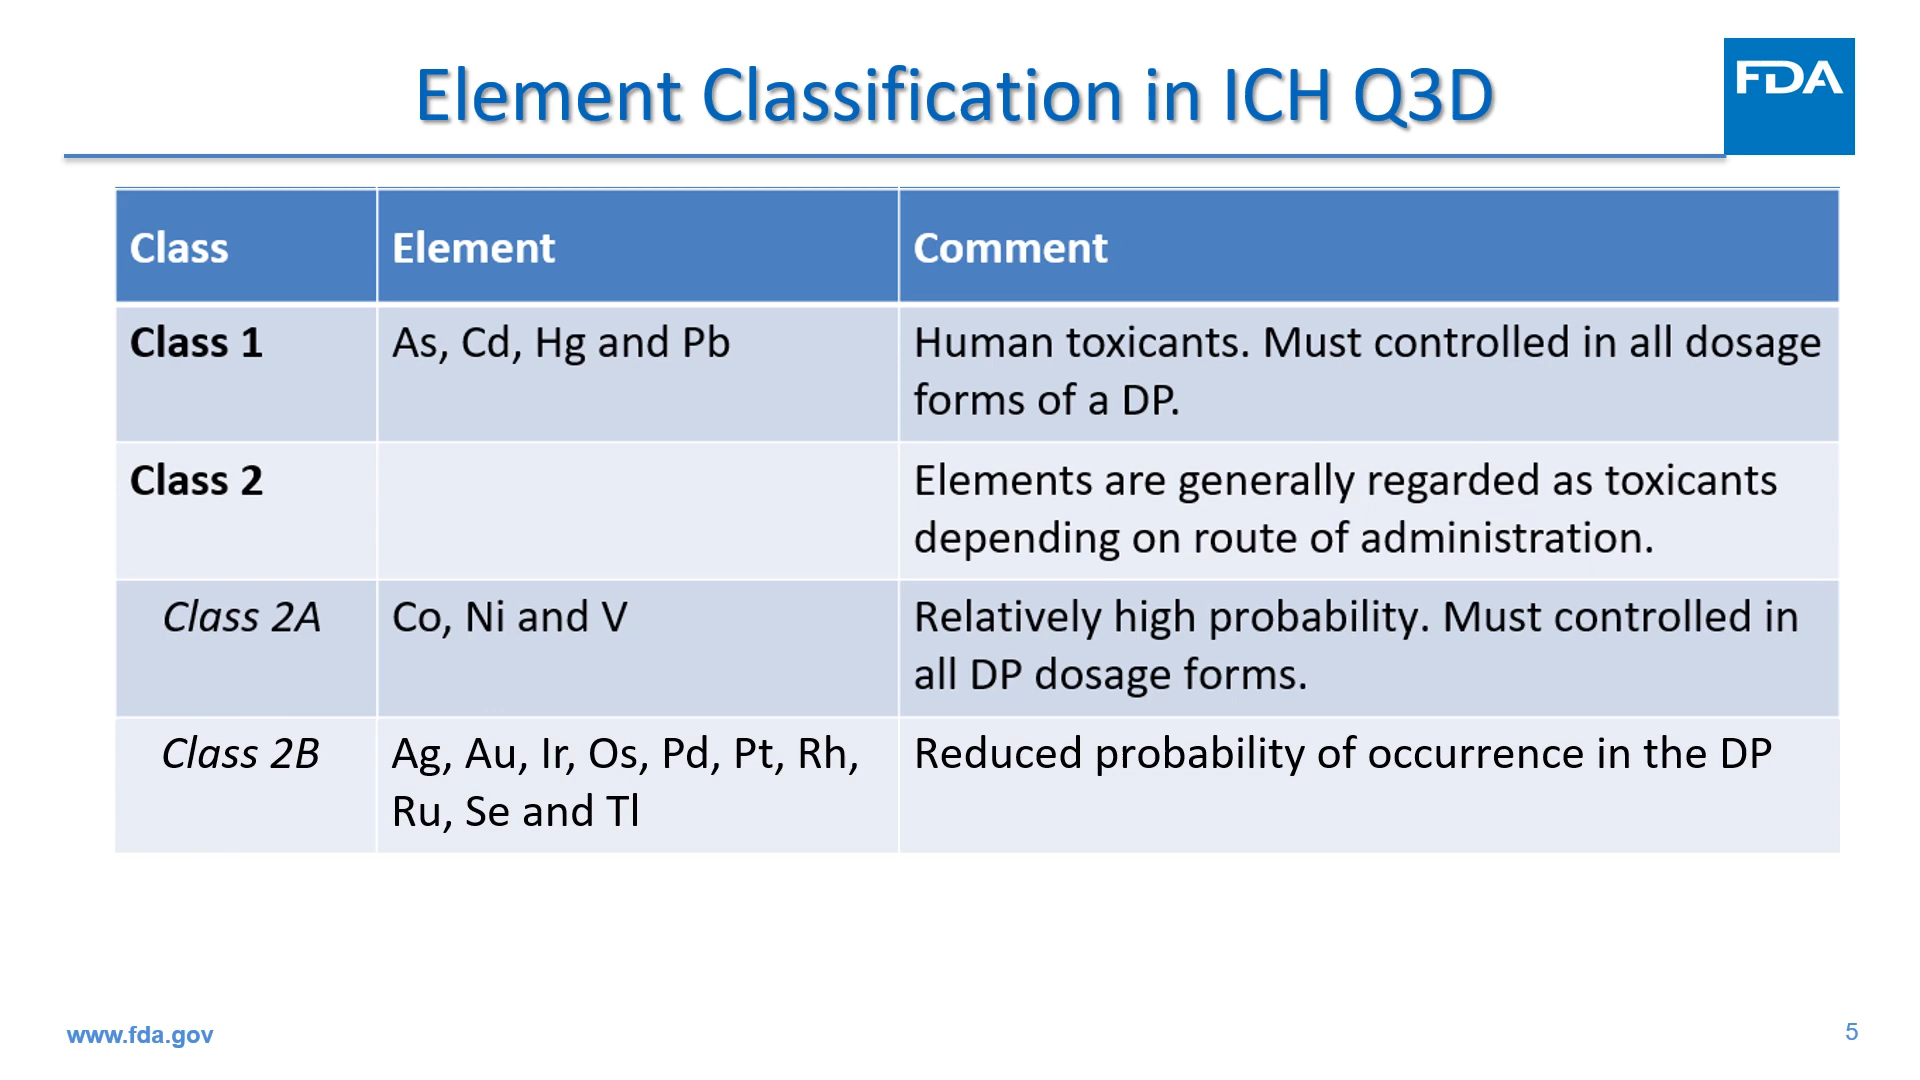 Element Classification in ICH Q3D
FDA
Class
Element
Comment
Class 1
As, Cd, Hg and Pb
Human toxicants. Must controlled in all dosage
forms of a DP.
Class 2
Elements are generally regarded as toxicants
depending on route of administration.
Class 2A
Co, Ni and V
Relatively high probability. Must controlled in
all DP dosage forms.
Class 2B
Ag, Au, Ir, Os, Pd, Pt, Rh,
Ru, Se and Tl
Reduced probability of occurrence in the DP
www.fda.gov
5